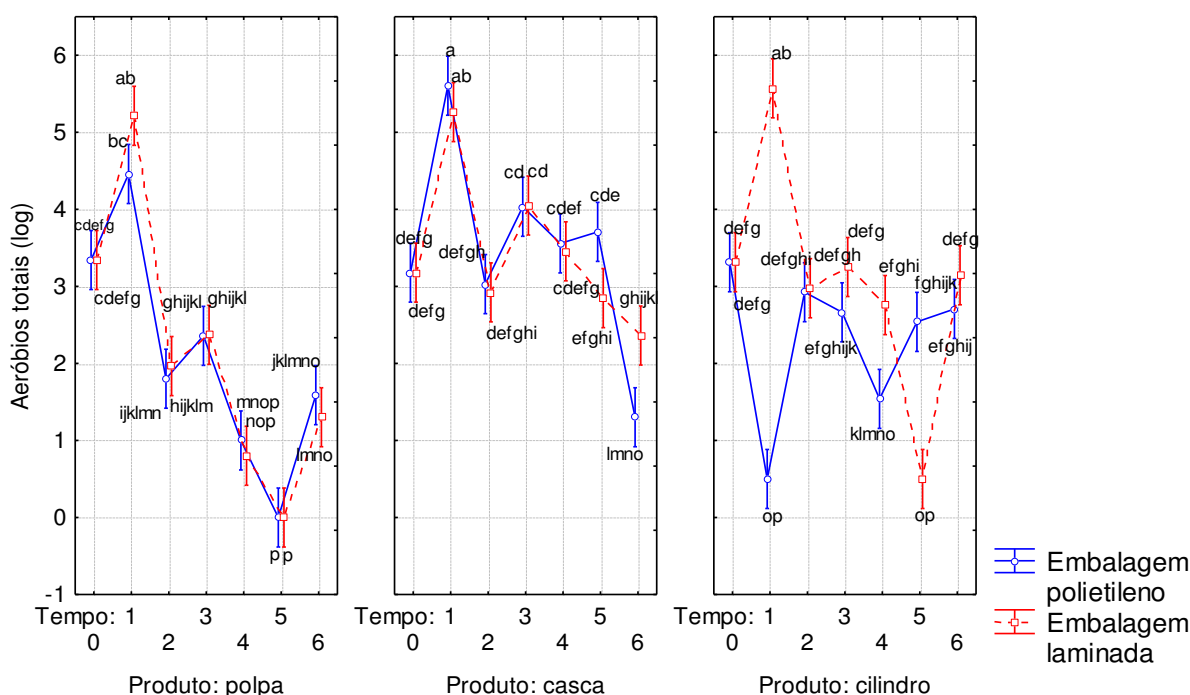 Aeróbios totais (log)
6
5
4
3
2
1
0
-1
cdefg
cdefg
bc
ab
ijklmn
hijklm
ghijkl
ghijkl
mnop
nop
p
p
jklmno
lmno
Tempo: 1 3 5
0 2 4 6
Produto: polpa
defg
defg
a
ab
defgh
defghi
cd
cd
cdef
cdefg
cde
efghi
ghijkl
lmno
Tempo: 1 3 5
0 2 4 6
Produto: casca
defg
defg
ab
op
defghi
defgh
efghijk
defg
efghi
klmno
fghijk
op
defg
efghij
Tempo: 1 3 5
0 2 4 6
Produto: cilindro
Embalagem
polietileno
Embalagem
laminada